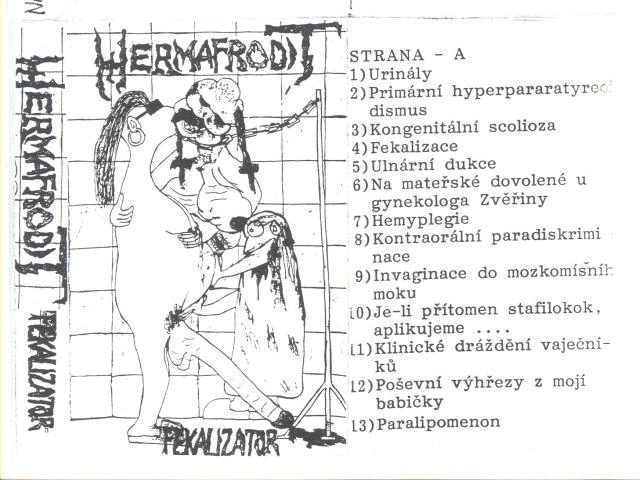 HERMAFRODIT
FEKALIZATOR
HERMAFRODIT
FEKALIZATOR
STRANA - A
1) Urinály
2) Primární hyperpararatyreoi
dismus
3) Kongenitální scolioza
4) Fekalizace
5) Ulnární dukce
6) Na mateřské dovolené u
gynekologa Zvěřiny
7) Hemyplegie
8) Kontraorální paradiskrimi
nace
9) Invaginace do mozkomísních
moku
10) Je-li přítomen stafilokok,
aplikujeme ....
11) Klinické dráždění vaječní-
ků
12) Poševní výhřezy z mojí
babičky
13) Paralipomenon